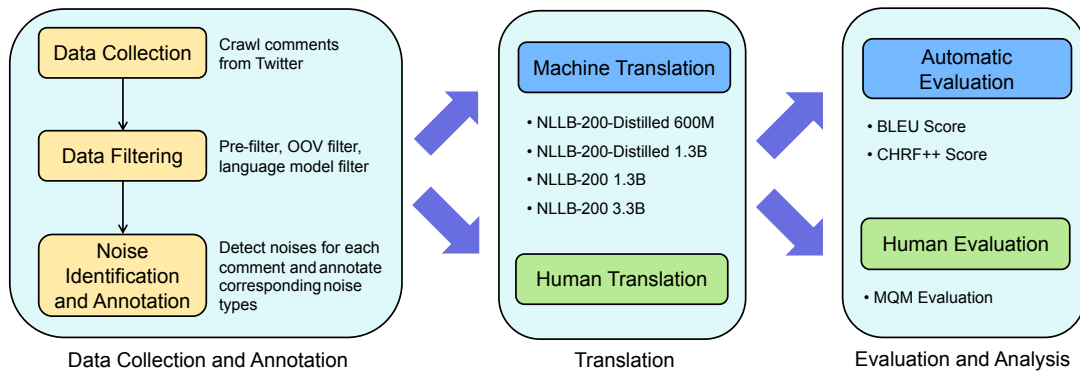 Data Collection
Crawl comments
from Twitter
Data Filtering
Pre-filter, OOV filter,
language model filter
Noise
Identification
and Annotation
Detect noises for each
comment and annotate
corresponding noise
types
Data Collection and Annotation
Machine Translation
• NLLB-200-Distilled 600M
• NLLB-200-Distilled 1.3B
• NLLB-200 1.3B
• NLLB-200 3.3B
Human Translation
Translation
Automatic
Evaluation
• BLEU Score
• CHRF++ Score
Human Evaluation
• MQM Evaluation
Evaluation and Analysis